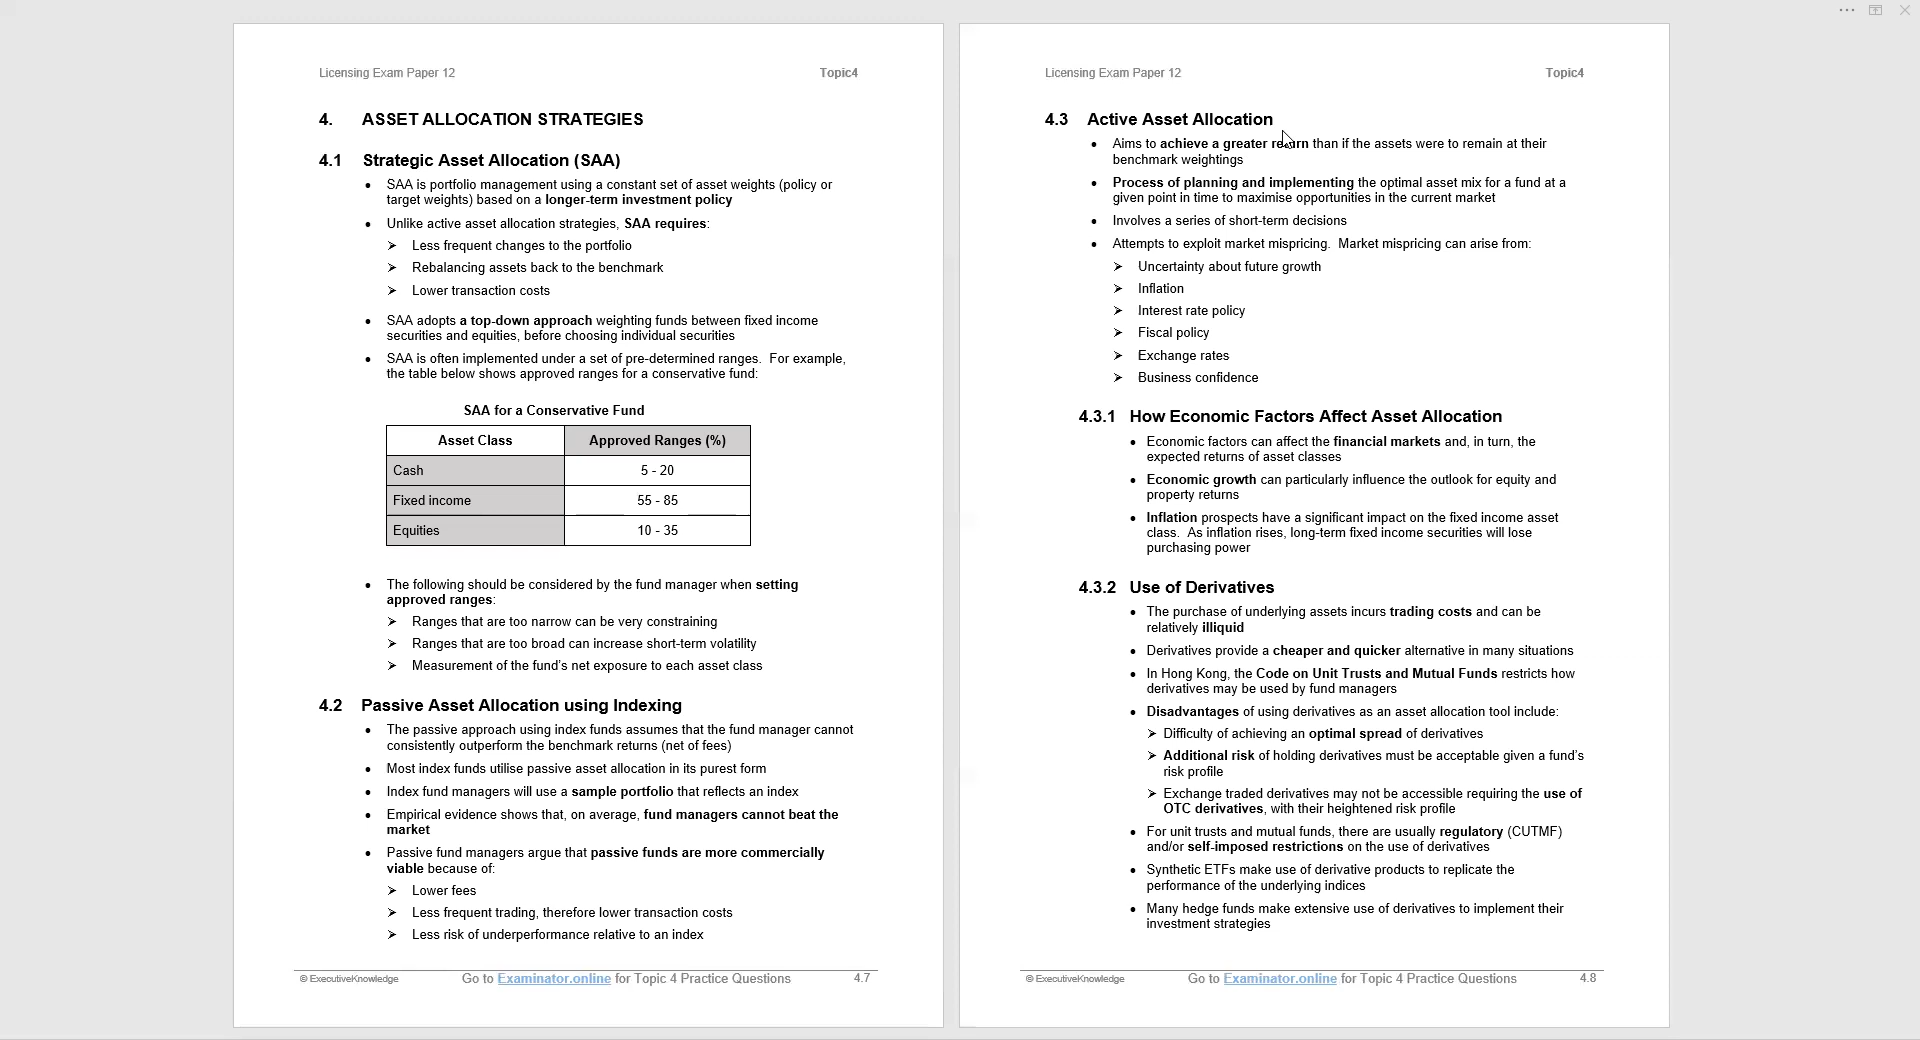 Licensing Exam Paper 12 Topic4
4. ASSET ALLOCATION STRATEGIES
4.1 Strategic Asset Allocation (SAA)
• SAA is portfolio management using a constant set of asset weights (policy or
target weights) based on a longer-term investment policy
• Unlike active asset allocation strategies, SAA requires:
➢ Less frequent changes to the portfolio
➢ Rebalancing assets back to the benchmark
➢ Lower transaction costs
• SAA adopts a top-down approach weighting funds between fixed income
securities and equities, before choosing individual securities
• SAA is often implemented under a set of pre-determined ranges. For example,
the table below shows approved ranges for a conservative fund:
SAA for a Conservative Fund
Asset Class Approved Ranges (%)
Cash 5 - 20
Fixed income 55 - 85
Equities 10 - 35
• The following should be considered by the fund manager when setting
approved ranges:
➢ Ranges that are too narrow can be very constraining
➢ Ranges that are too broad can increase short-term volatility
➢ Measurement of the fund's net exposure to each asset class
4.2 Passive Asset Allocation using Indexing
• The passive approach using index funds assumes that the fund manager cannot
consistently outperform the benchmark returns (net of fees)
• Most index funds utilise passive asset allocation in its purest form
• Index fund managers will use a sample portfolio that reflects an index
• Empirical evidence shows that, on average, fund managers cannot beat the
market
• Passive fund managers argue that passive funds are more commercially
viable because of:
➢ Lower fees
➢ Less frequent trading, therefore lower transaction costs
➢ Less risk of underperformance relative to an index
© ExecutiveKnowledge Go to Examinator.online for Topic 4 Practice Questions 4.7
Licensing Exam Paper 12 Topic4
4.3 Active Asset Allocation
• Aims to achieve a greater return than if the assets were to remain at their
benchmark weightings
• Process of planning and implementing the optimal asset mix for a fund at a
given point in time to maximise opportunities in the current market
• Involves a series of short-term decisions
• Attempts to exploit market mispricing. Market mispricing can arise from:
➢ Uncertainty about future growth
➢ Inflation
➢ Interest rate policy
➢ Fiscal policy
➢ Exchange rates
➢ Business confidence
4.3.1 How Economic Factors Affect Asset Allocation
• Economic factors can affect the financial markets and, in turn, the
expected returns of asset classes
• Economic growth can particularly influence the outlook for equity and
property returns
• Inflation prospects have a significant impact on the fixed income asset
class. As inflation rises, long-term fixed income securities will lose
purchasing power
4.3.2 Use of Derivatives
• The purchase of underlying assets incurs trading costs and can be
relatively illiquid
• Derivatives provide a cheaper and quicker alternative in many situations
• In Hong Kong, the Code on Unit Trusts and Mutual Funds restricts how
derivatives may be used by fund managers
• Disadvantages of using derivatives as an asset allocation tool include:
➢ Difficulty of achieving an optimal spread of derivatives
➢ Additional risk of holding derivatives must be acceptable given a fund's
risk profile
➢ Exchange traded derivatives may not be accessible requiring the use of
OTC derivatives, with their heightened risk profile
• For unit trusts and mutual funds, there are usually regulatory (CUTMF)
and/or self-imposed restrictions on the use of derivatives
• Synthetic ETFs make use of derivative products to replicate the
performance of the underlying indices
• Many hedge funds make extensive use of derivatives to implement their
investment strategies
© ExecutiveKnowledge Go to Examinator.online for Topic 4 Practice Questions 4.8